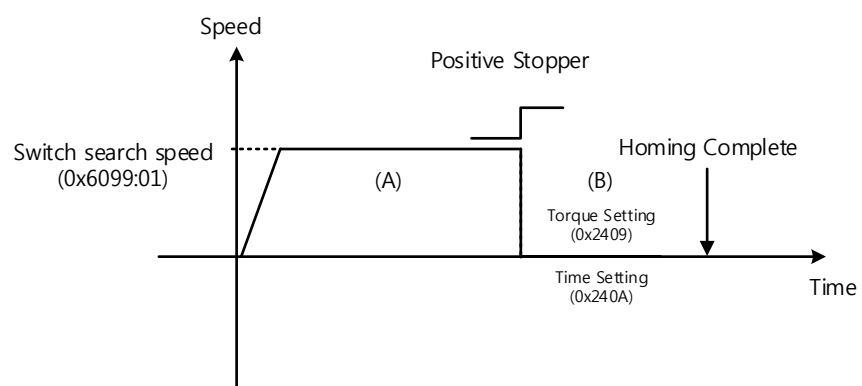 Speed
Positive Stopper
Switch search speed
(0x6099:01)
Homing Complete
(A)
(B)
Torque Setting
(0x2409)
Time Setting
(0x240A)
Time